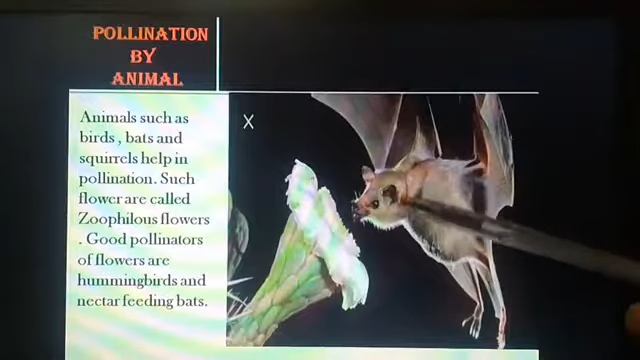 POLLINATION
BY
ANIMAL
Animals such as
birds , bats and
squirrels help in
pollination. Such
flower are called
Zoophilous flowers
. Good pollinators
of flowers are
hummingbirds and
nectar feeding bats.
X